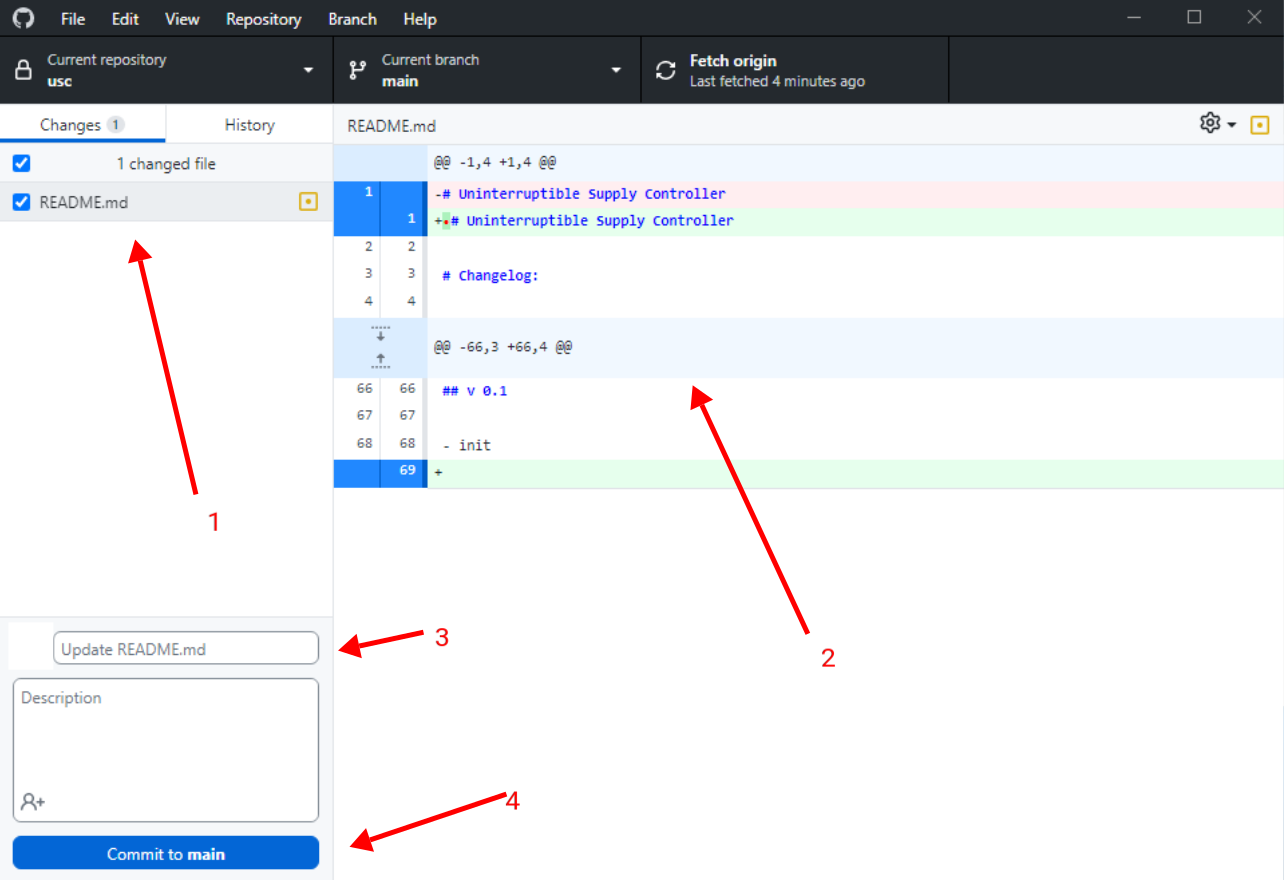 File Edit View Repository Branch Help
Current repository
usc
Current branch
main
Fetch origin
Last fetched 4 minutes ago
Changes 1 History
1 changed file
README.md
1
README.md
@@ -1,4 +1,4 @@
1 -# Uninterruptible Supply Controller
1 +·# Uninterruptible Supply Controller
2 2
3 3 # Changelog:
4 4
@@ -66,3 +66,4 @@
66 66 ## v 0.1
67 67
68 68 - init
69 +
2
Update README.md
3
Description
4
Commit to main